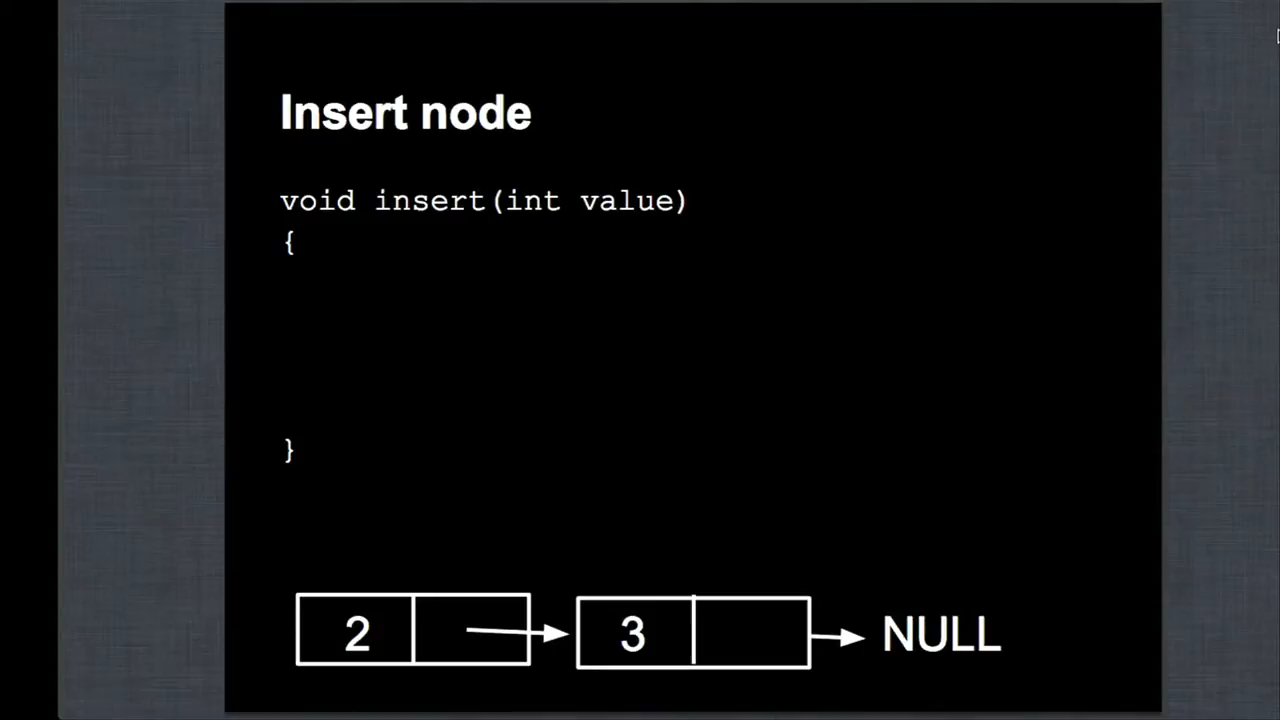 Insert node
void insert(int value)
{
}
2 3 NULL